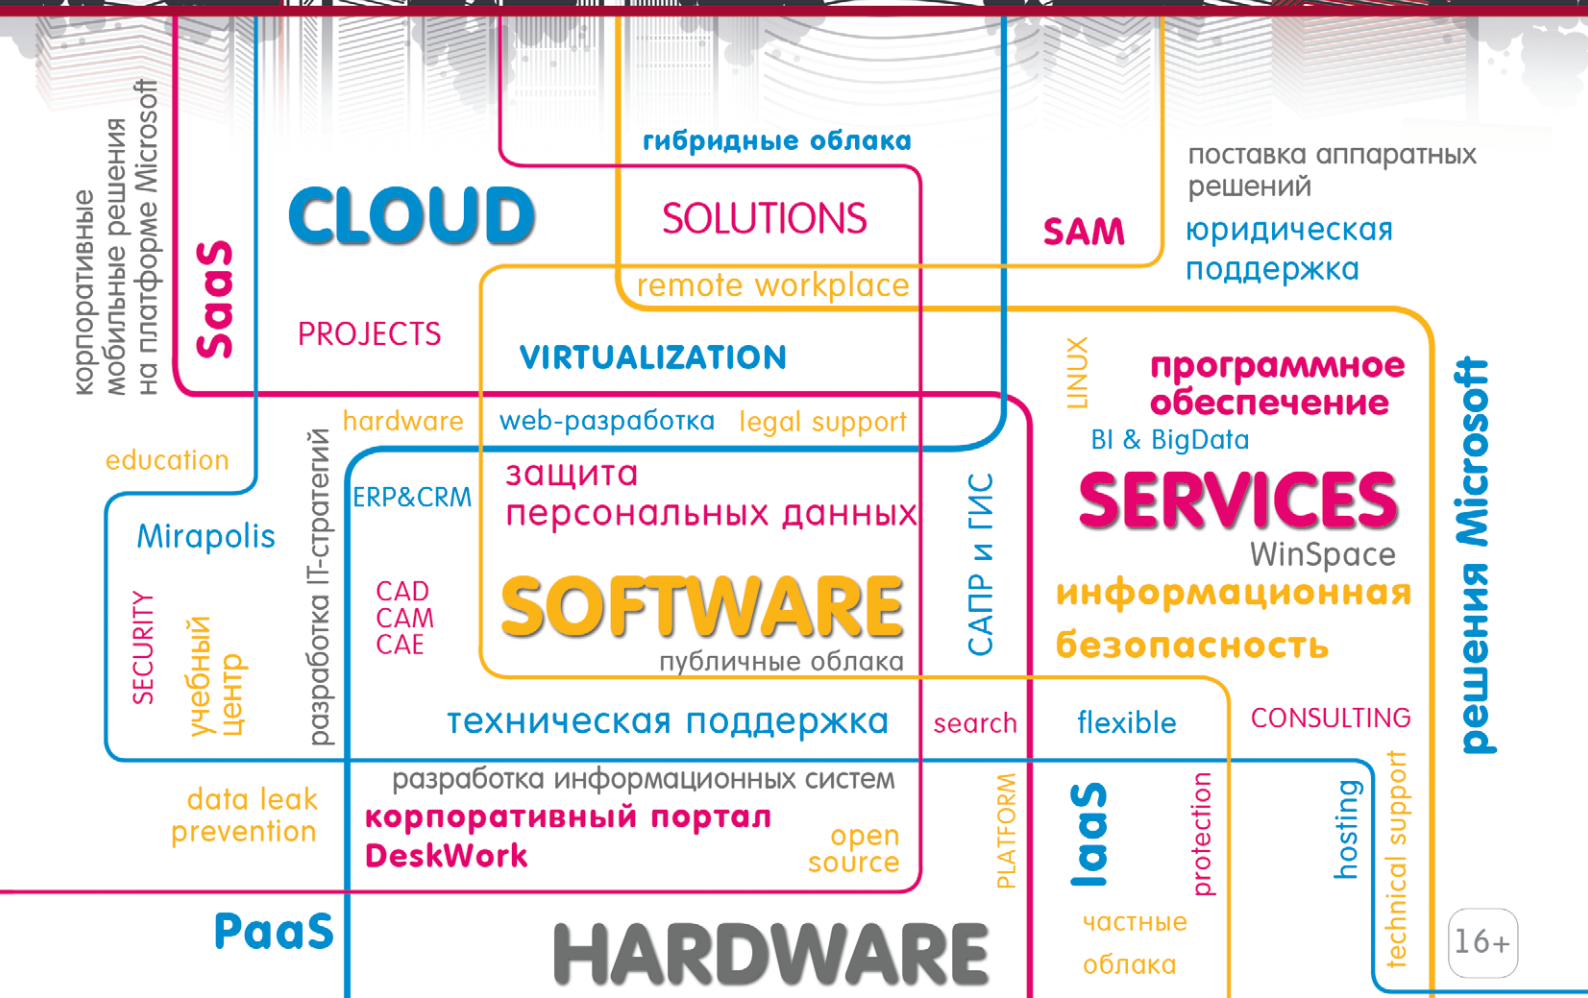 гибридные облака
поставка аппаратных
решений
корпоративные
мобильные решения
на платформе Microsoft
SaaS
CLOUD
SOLUTIONS
SAM
юридическая
поддержка
remote workplace
PROJECTS
VIRTUALIZATION
LINUX
программное
обеспечение
решения Microsoft
hardware
web-разработка
legal support
BI & BigData
education
разработка IT-стратегий
ERP&CRM
защита
персональных данных
САПР и ГИС
SERVICES
WinSpace
Mirapolis
SECURITY
учебный
центр
CAD
CAM
CAE
SOFTWARE
публичные облака
информационная
безопасность
техническая поддержка
search
flexible
CONSULTING
data leak
prevention
разработка информационных систем
корпоративный портал
DeskWork
open
source
PLATFORM
IaaS
protection
hosting
technical support
PaaS
HARDWARE
частные
облака
16+